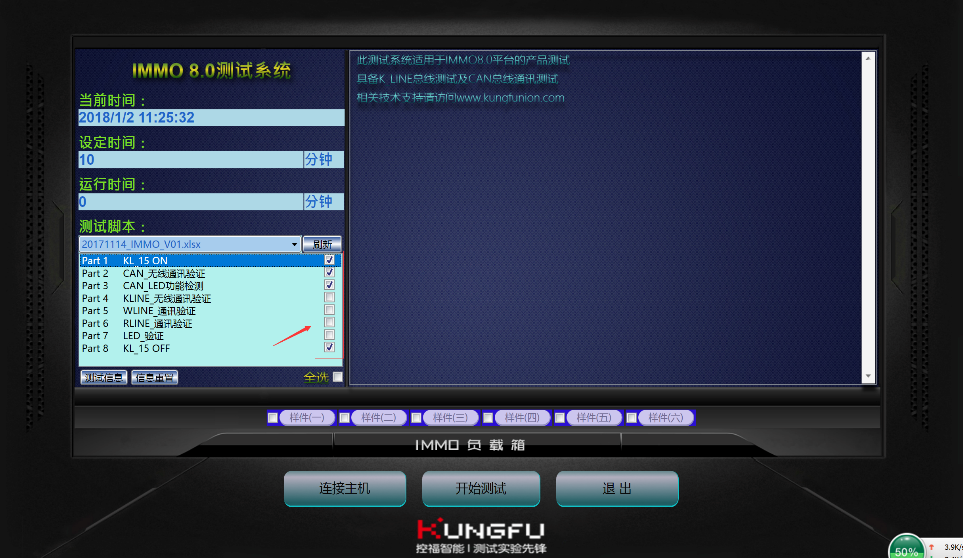 IMMO 8.0测试系统
当前时间：
2018/1/2 11:25:32
设定时间：
10 分钟
运行时间：
0 分钟
测试脚本：
20171114_IMMO_V01.xlsx 刷新
Part 1 KL_15 ON
Part 2 CAN_无线通讯验证
Part 3 CAN_LED功能检测
Part 4 KLINE_无线通讯验证
Part 5 WLINE_通讯验证
Part 6 RLINE_通讯验证
Part 7 LED_验证
Part 8 KL_15 OFF
测试信息 信息重置 全选
此测试系统适用于IMMO8.0平台的产品测试
具备K_LINE总线测试及CAN总线通讯测试
相关技术支持请访问www.kungfunion.com
样件(一) 样件(二) 样件(三) 样件(四) 样件(五) 样件(六)
IMMO 负 载 箱
连接主机 开始测试 退 出
KUNGFU
控福智能 | 测试实验先锋
50% 3.9K/